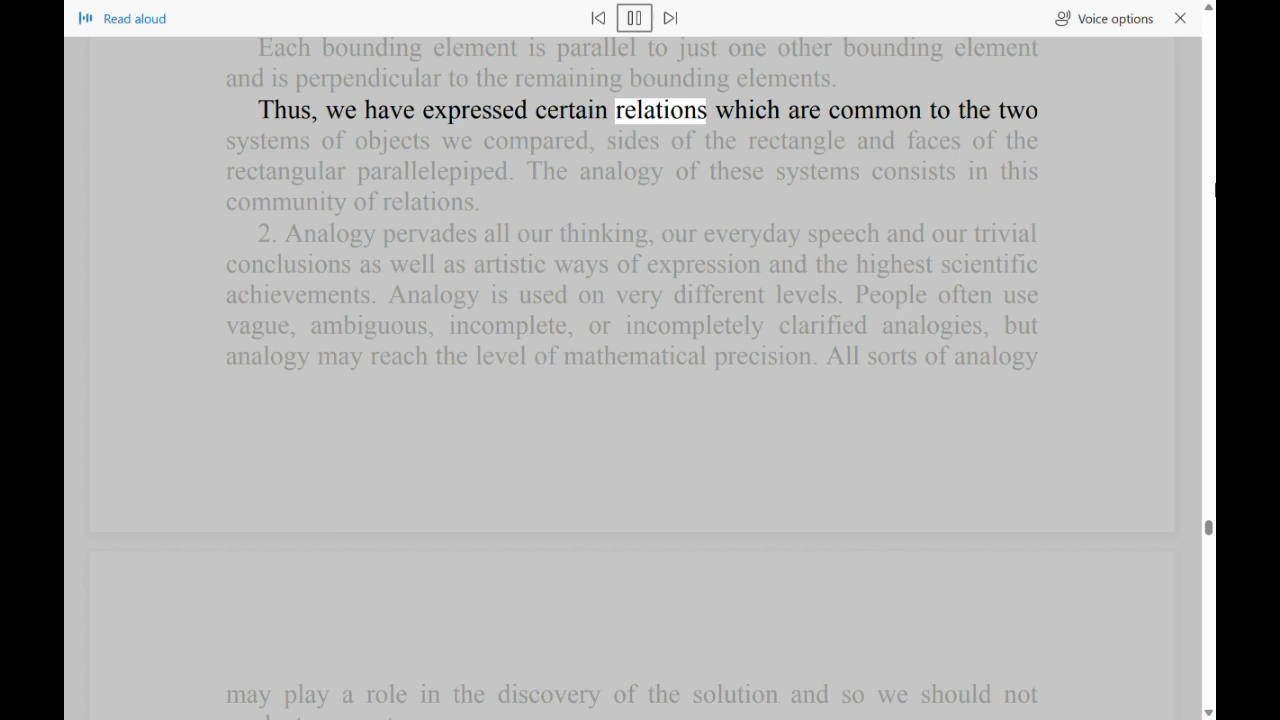 Read aloud
Voice options
Each bounding element is parallel to just one other bounding element
and is perpendicular to the remaining bounding elements.
Thus, we have expressed certain relations which are common to the two
systems of objects we compared, sides of the rectangle and faces of the
rectangular parallelepiped. The analogy of these systems consists in this
community of relations.
2. Analogy pervades all our thinking, our everyday speech and our trivial
conclusions as well as artistic ways of expression and the highest scientific
achievements. Analogy is used on very different levels. People often use
vague, ambiguous, incomplete, or incompletely clarified analogies, but
analogy may reach the level of mathematical precision. All sorts of analogy
may play a role in the discovery of the solution and so we should not